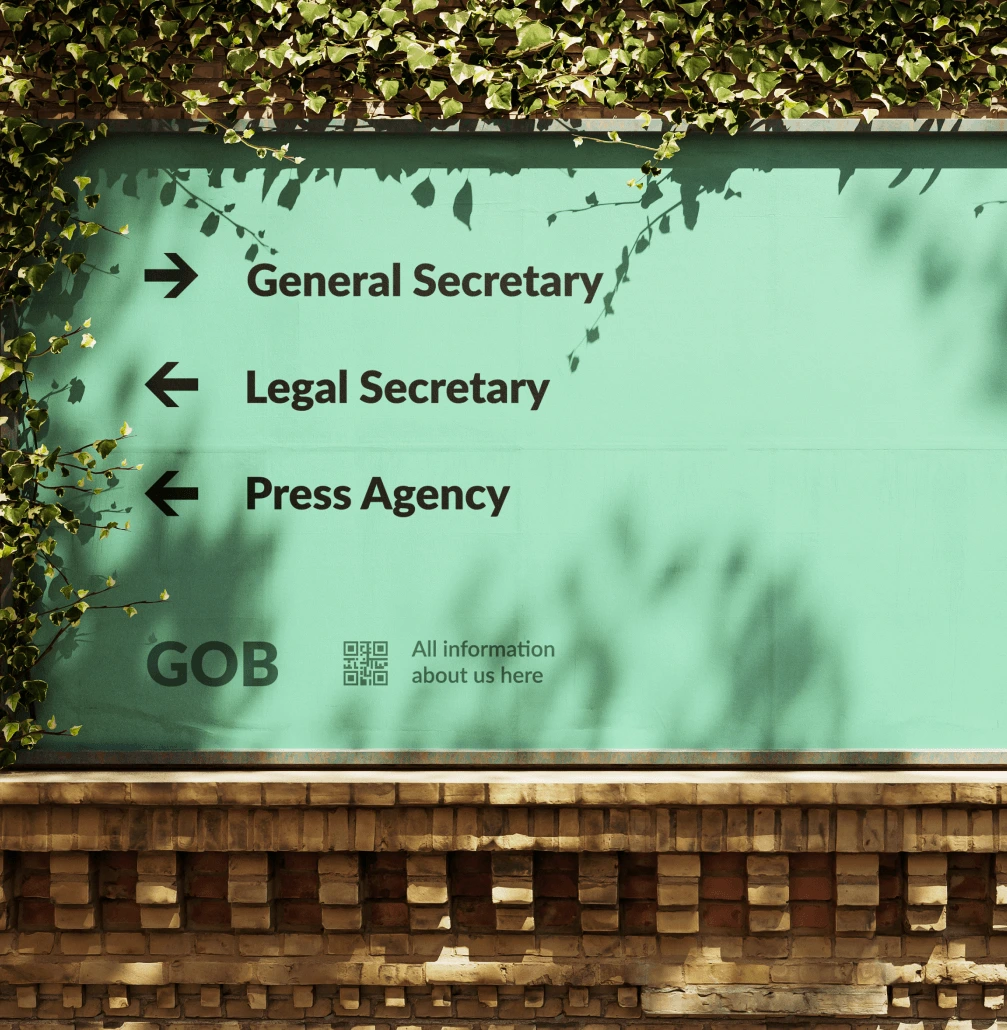 → General Secretary
← Legal Secretary
← Press Agency
GOB
All information
about us here